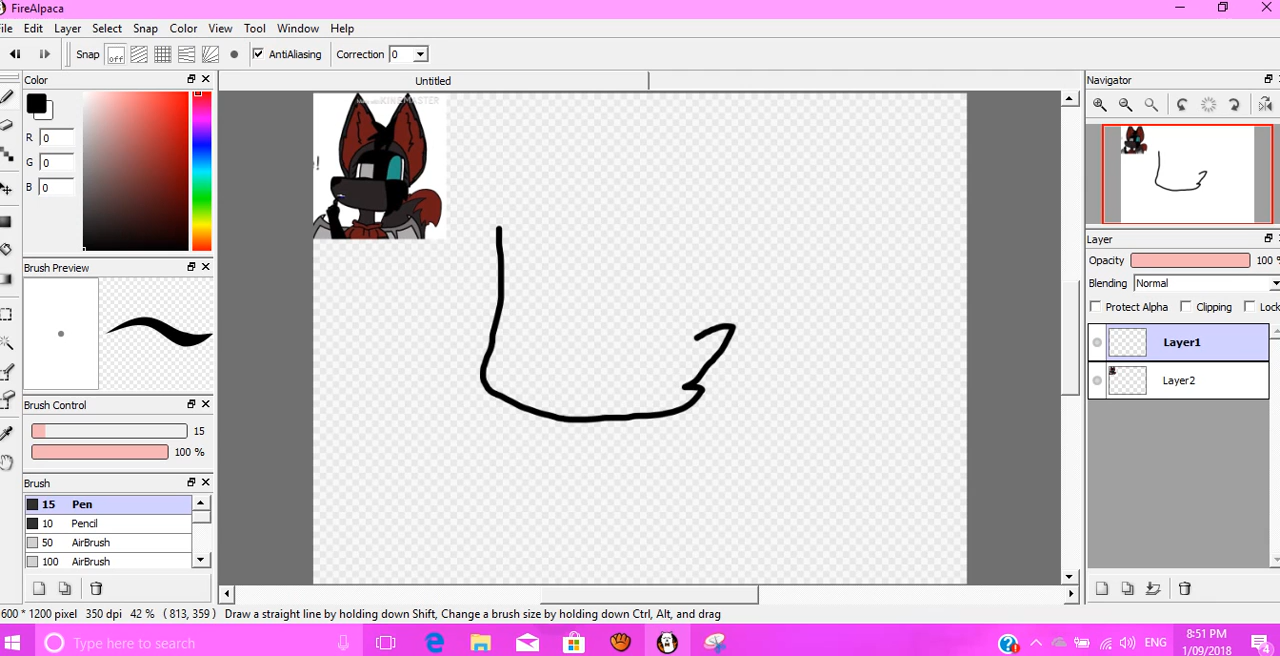 FireAlpaca
File Edit Layer Select Snap Color View Tool Window Help
Snap off AntiAliasing Correction 0
Color
Untitled
Navigator
R 0
G 0
B 0
KINEMASTER
!
Brush Preview
Layer
Opacity 100 %
Blending Normal
Protect Alpha Clipping Lock
Layer1
Layer2
Brush Control
15
100 %
Brush
15 Pen
10 Pencil
50 AirBrush
100 AirBrush
600 * 1200 pixel 350 dpi 42 % ( 813, 359 ) Draw a straight line by holding down Shift, Change a brush size by holding down Ctrl, Alt, and drag
Type here to search
ENG
8:51 PM
1/09/2018
4